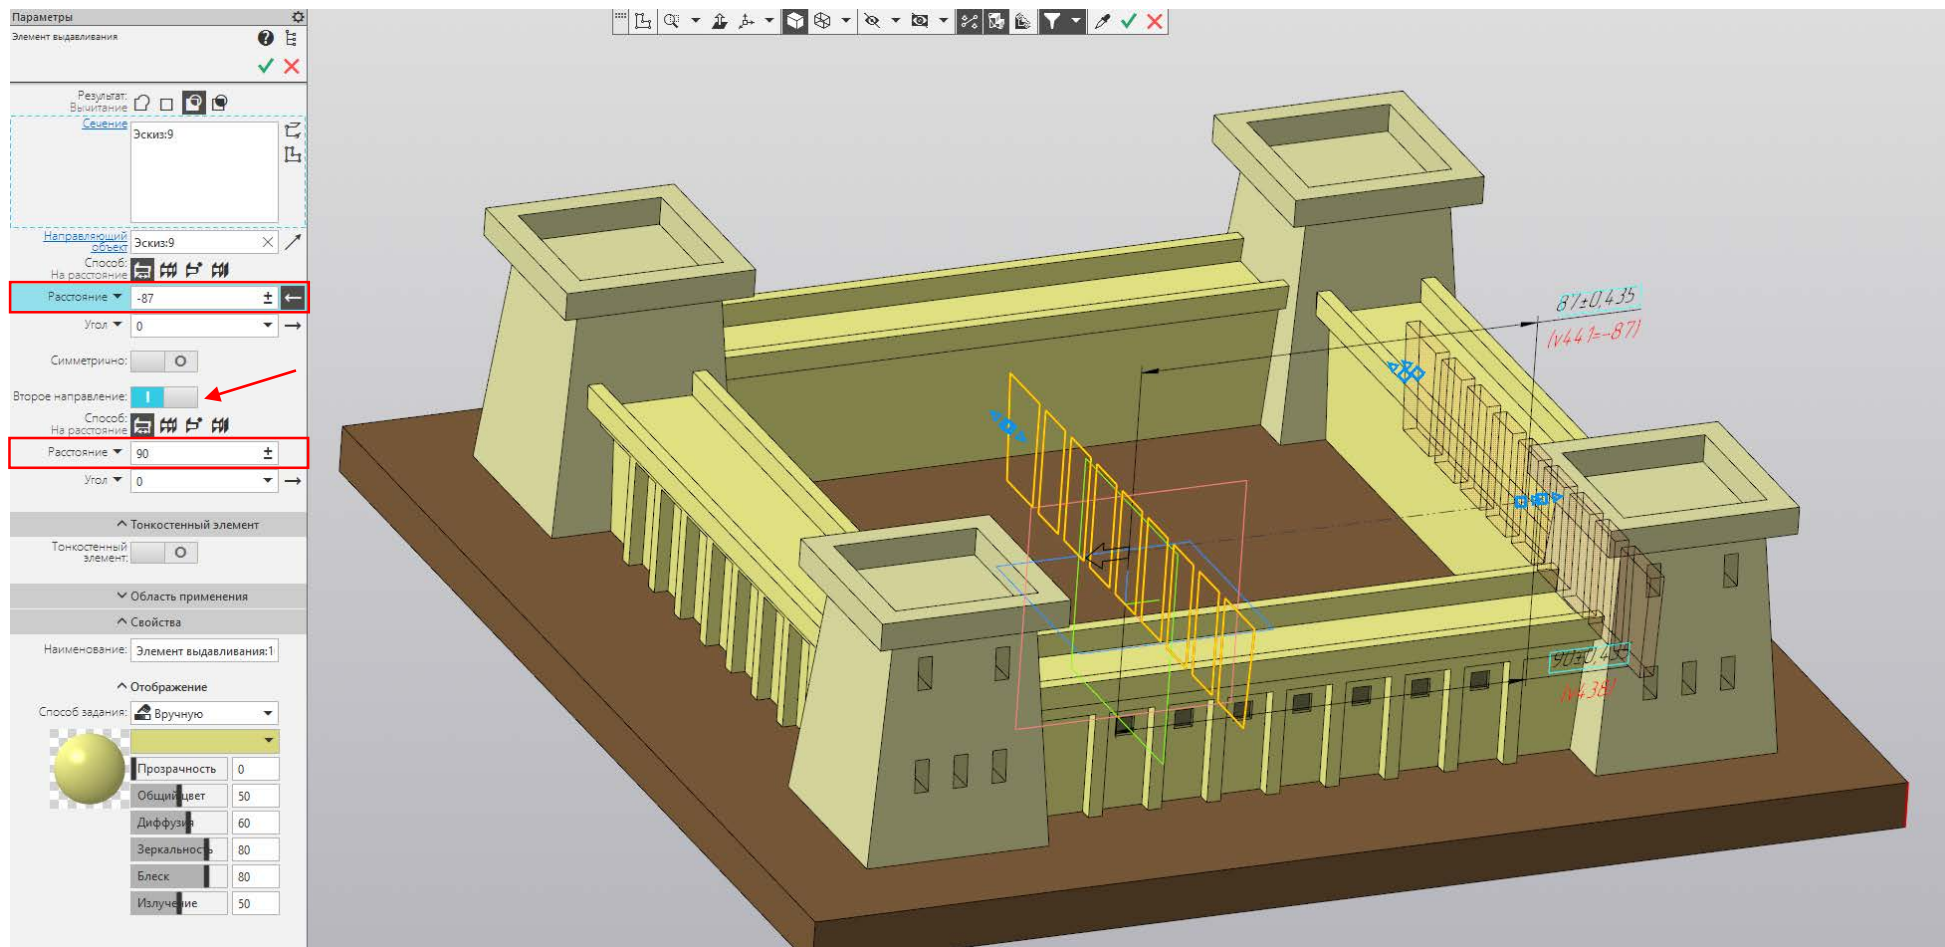 Параметры
Элемент выдавливания
Результат:
Вычитание
Сечение
Эскиз:9
Направляющий
объект
Эскиз:9
Способ:
На расстояние
Расстояние
-87
Угол
0
Симметрично:
Второе направление:
Способ:
На расстояние
Расстояние
90
Угол
0
Тонкостенный элемент
Тонкостенный
элемент:
Область применения
Свойства
Наименование:
Элемент выдавливания:1
Отображение
Способ задания:
Вручную
Прозрачность
0
Общий цвет
50
Диффузия
60
Зеркальность
80
Блеск
80
Излучение
50
87±0,435
(v441=-87)
90±0,435
(v438)